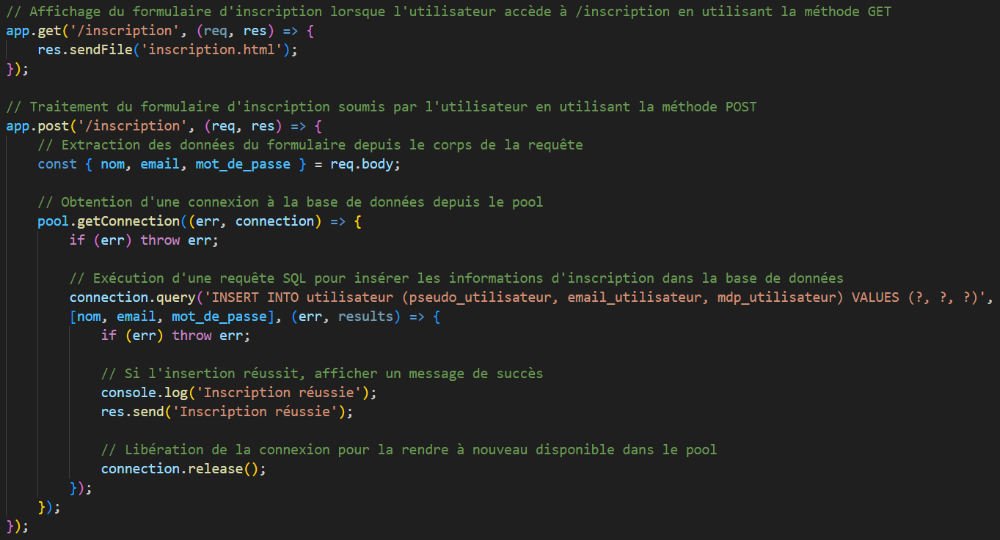 // Affichage du formulaire d'inscription lorsque l'utilisateur accède à /inscription en utilisant la méthode GET
app.get('/inscription', (req, res) => {
    res.sendFile('inscription.html');
});

// Traitement du formulaire d'inscription soumis par l'utilisateur en utilisant la méthode POST
app.post('/inscription', (req, res) => {
    // Extraction des données du formulaire depuis le corps de la requête
    const { nom, email, mot_de_passe } = req.body;

    // Obtention d'une connexion à la base de données depuis le pool
    pool.getConnection((err, connection) => {
        if (err) throw err;

        // Exécution d'une requête SQL pour insérer les informations d'inscription dans la base de données
        connection.query('INSERT INTO utilisateur (pseudo_utilisateur, email_utilisateur, mdp_utilisateur) VALUES (?, ?, ?)',
        [nom, email, mot_de_passe], (err, results) => {
            if (err) throw err;

            // Si l'insertion réussit, afficher un message de succès
            console.log('Inscription réussie');
            res.send('Inscription réussie');

            // Libération de la connexion pour la rendre à nouveau disponible dans le pool
            connection.release();
        });
    });
});